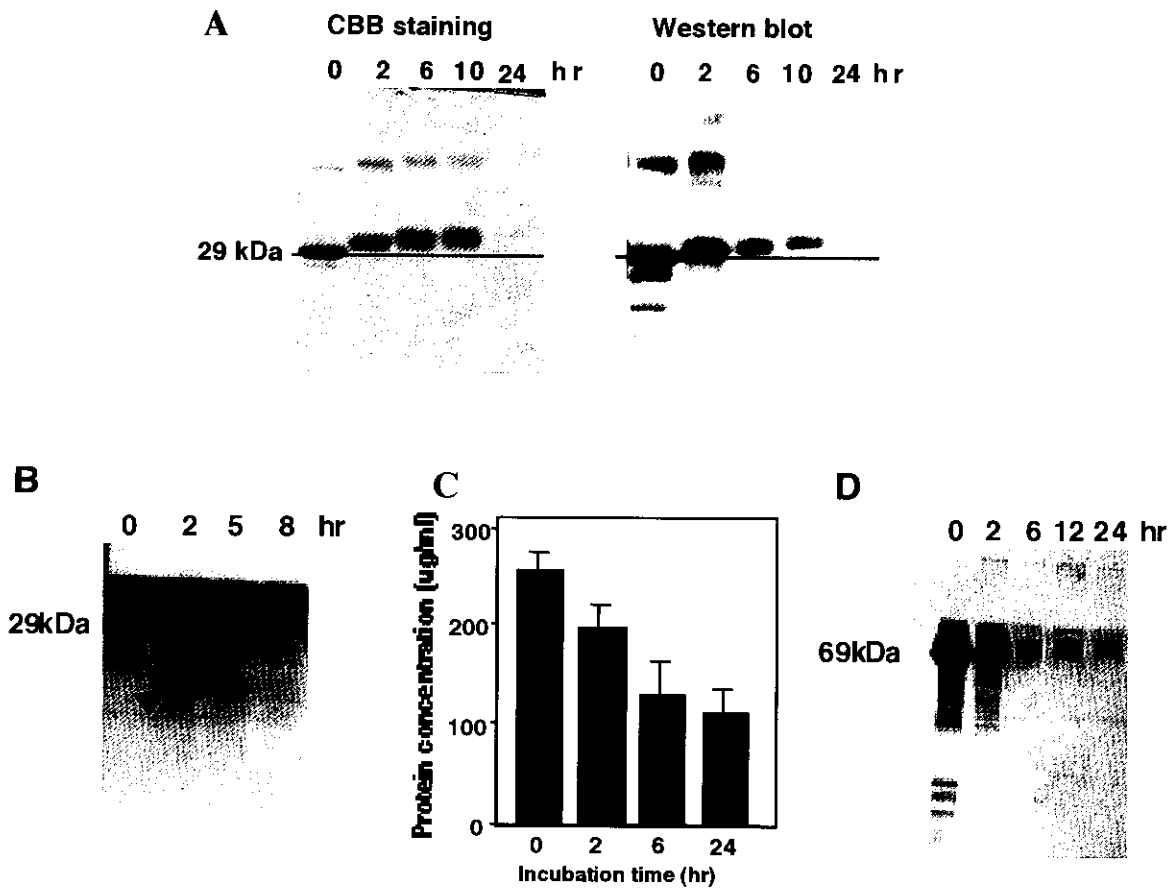 A
CBB staining
0 2 6 10 24 hr
29 kDa
Western blot
0 2 6 10 24 hr
B
0 2 5 8 hr
29kDa
C
Protein concentration (ug/ml)
300
200
100
0
0 2 6 24
Incubation time (hr)
D
0 2 6 12 24 hr
69kDa